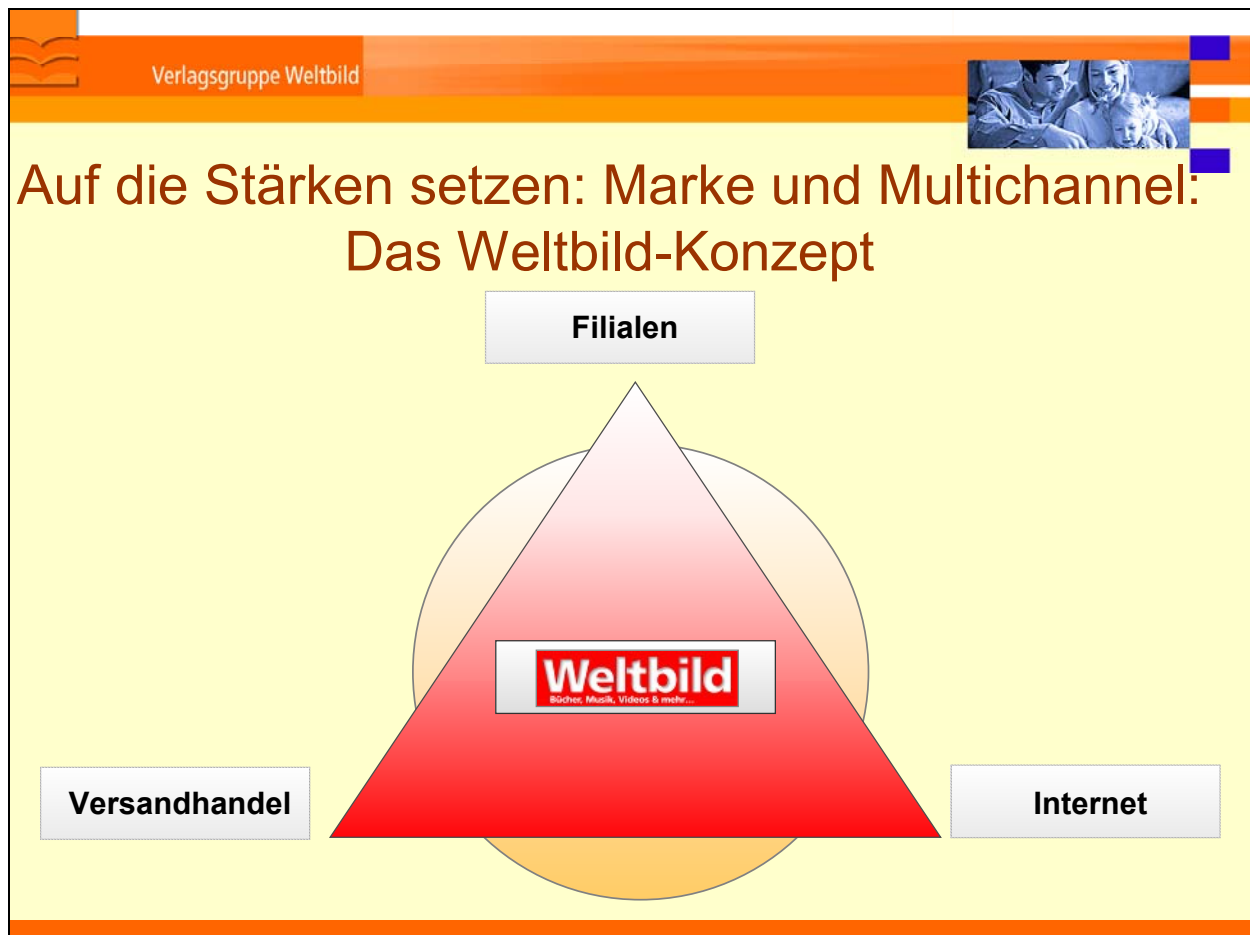 Verlagsgruppe Weltbild
Auf die Stärken setzen: Marke und Multichannel:
Das Weltbild-Konzept
Filialen
Weltbild
Bücher, Musik, Videos & mehr...
Versandhandel
Internet